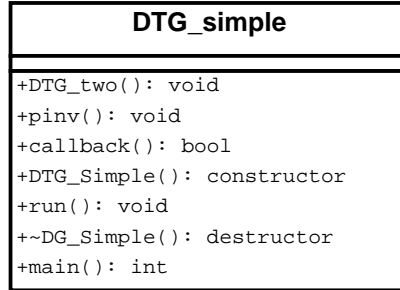 DTG_simple
+DTG_two(): void
+pinv(): void
+callback(): bool
+DTG_Simple(): constructor
+run(): void
+~DG_Simple(): destructor
+main(): int